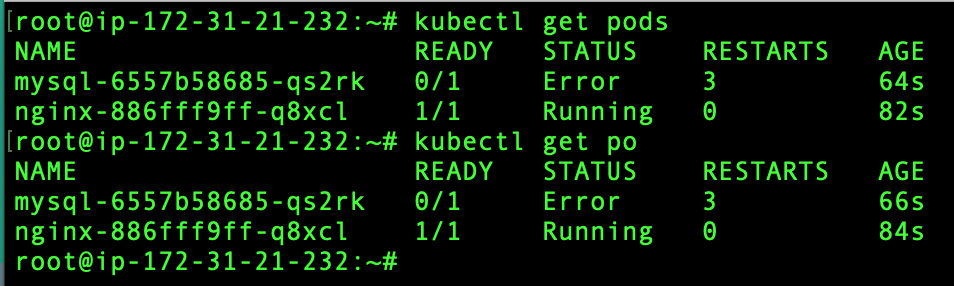 [root@ip-172-31-21-232:~# kubectl get pods
NAME                     READY   STATUS    RESTARTS   AGE
mysql-6557b58685-qs2rk   0/1     Error     3          64s
nginx-886fff9ff-q8xcl    1/1     Running   0          82s
[root@ip-172-31-21-232:~# kubectl get po
NAME                     READY   STATUS    RESTARTS   AGE
mysql-6557b58685-qs2rk   0/1     Error     3          66s
nginx-886fff9ff-q8xcl    1/1     Running   0          84s
root@ip-172-31-21-232:~#